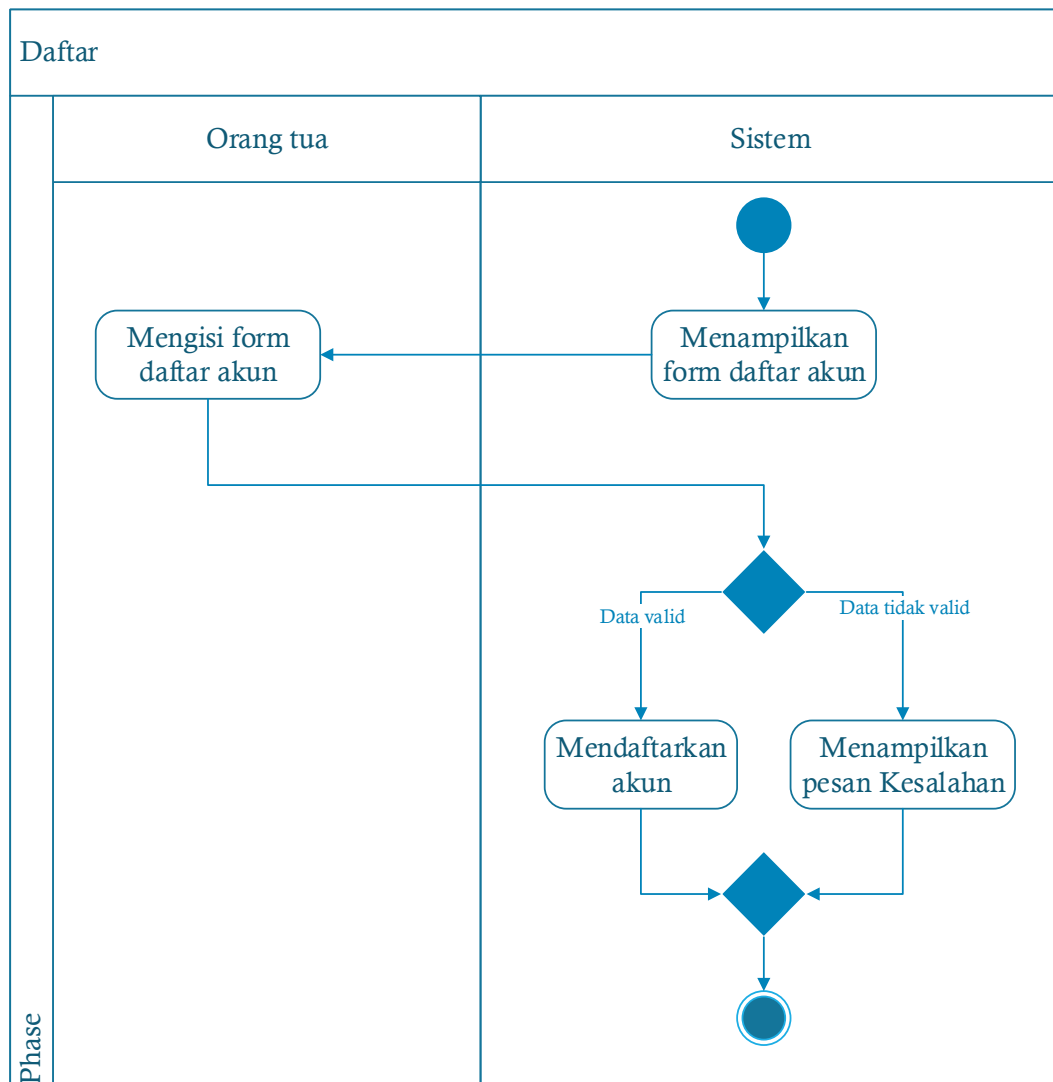 Daftar
Orang tua
Sistem
Mengisi form
daftar akun
Menampilkan
form daftar akun
Data valid
Data tidak valid
Mendaftarkan
akun
Menampilkan
pesan Kesalahan
Phase